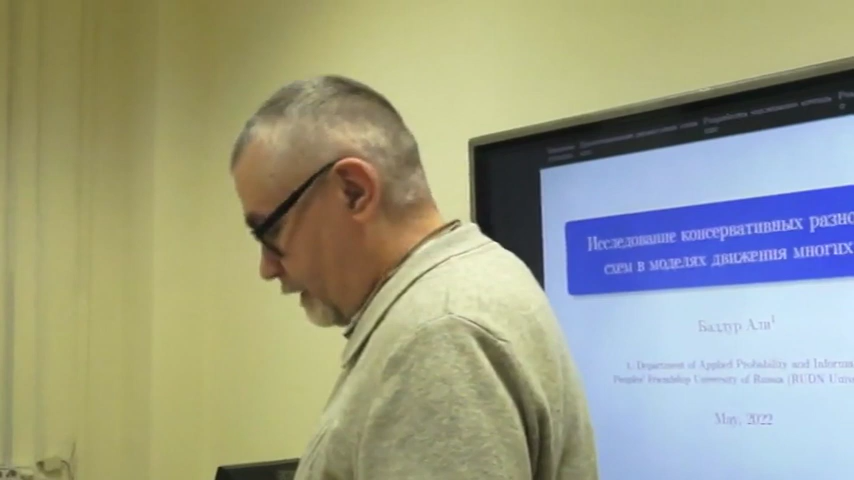 Исследование консервативных разно
схем в моделях движения многих
Баддур Али¹
1. Department of Applied Probability and Informa
Peoples' Friendship University of Russia (RUDN Univ
May, 2022